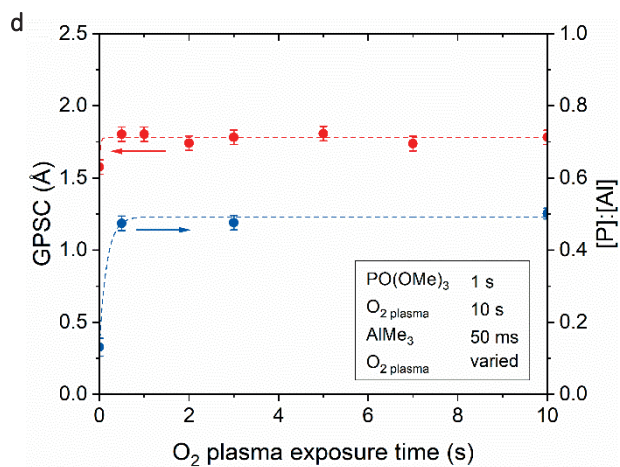 d
2.5
2.0
1.5
1.0
0.5
0.0
GPSC (Å)
1.0
0.8
0.6
0.4
0.2
0.1
0.0
[P]:[Al]
PO(OMe)₃ 1 s
O₂ plasma 10 s
AlMe₃ 50 ms
O₂ plasma varied
0 2 4 6 8 10
O₂ plasma exposure time (s)